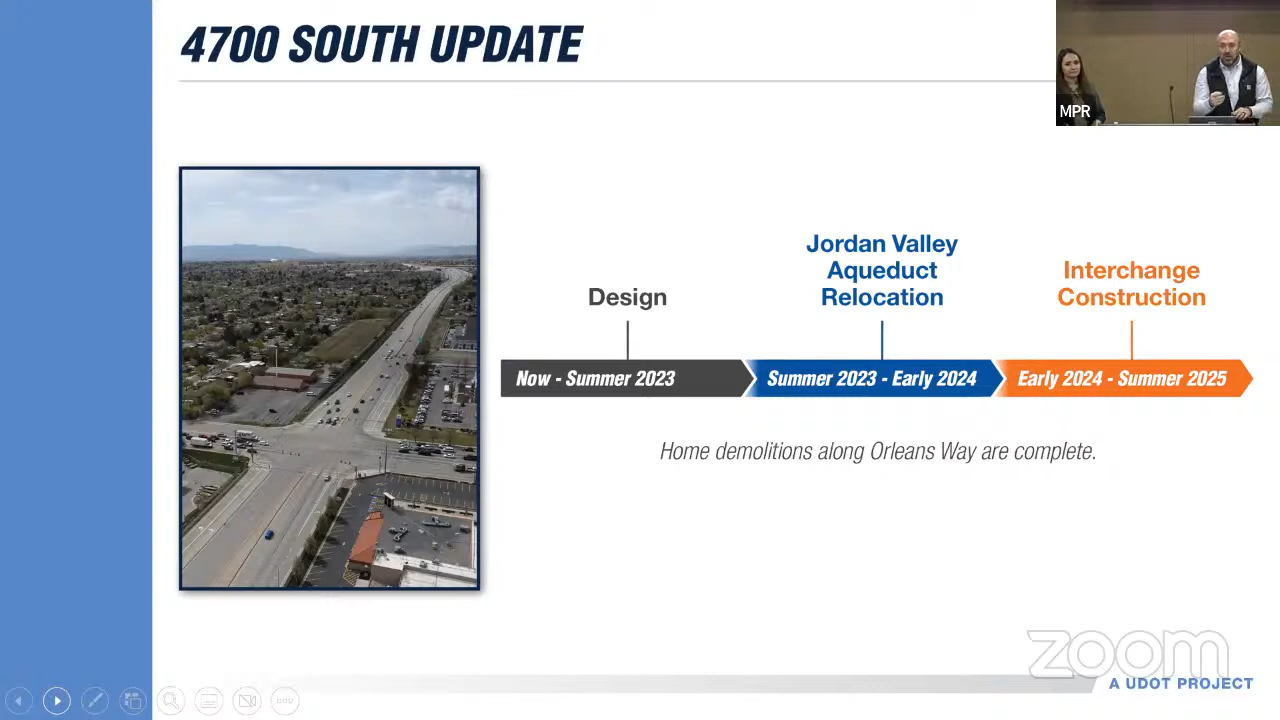 4700 SOUTH UPDATE
MPR
Design
Jordan Valley
Aqueduct
Relocation
Interchange
Construction
Now - Summer 2023
Summer 2023 - Early 2024
Early 2024 - Summer 2025
Home demolitions along Orleans Way are complete.
zoom
A UDOT PROJECT